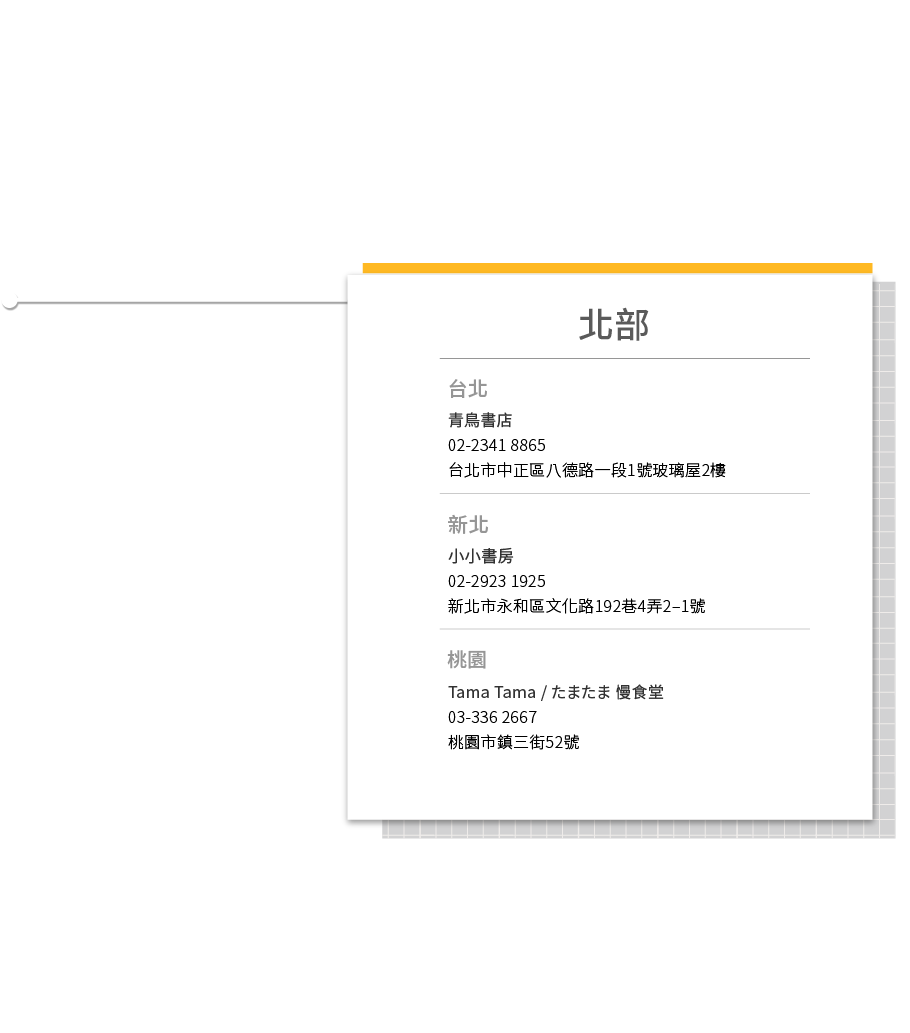 北部
台北
青鳥書店
02-2341 8865
台北市中正區八德路一段1號玻璃屋2樓
新北
小小書房
02-2923 1925
新北市永和區文化路192巷4弄2–1號
桃園
Tama Tama / たまたま 慢食堂
03-336 2667
桃園市鎮三街52號